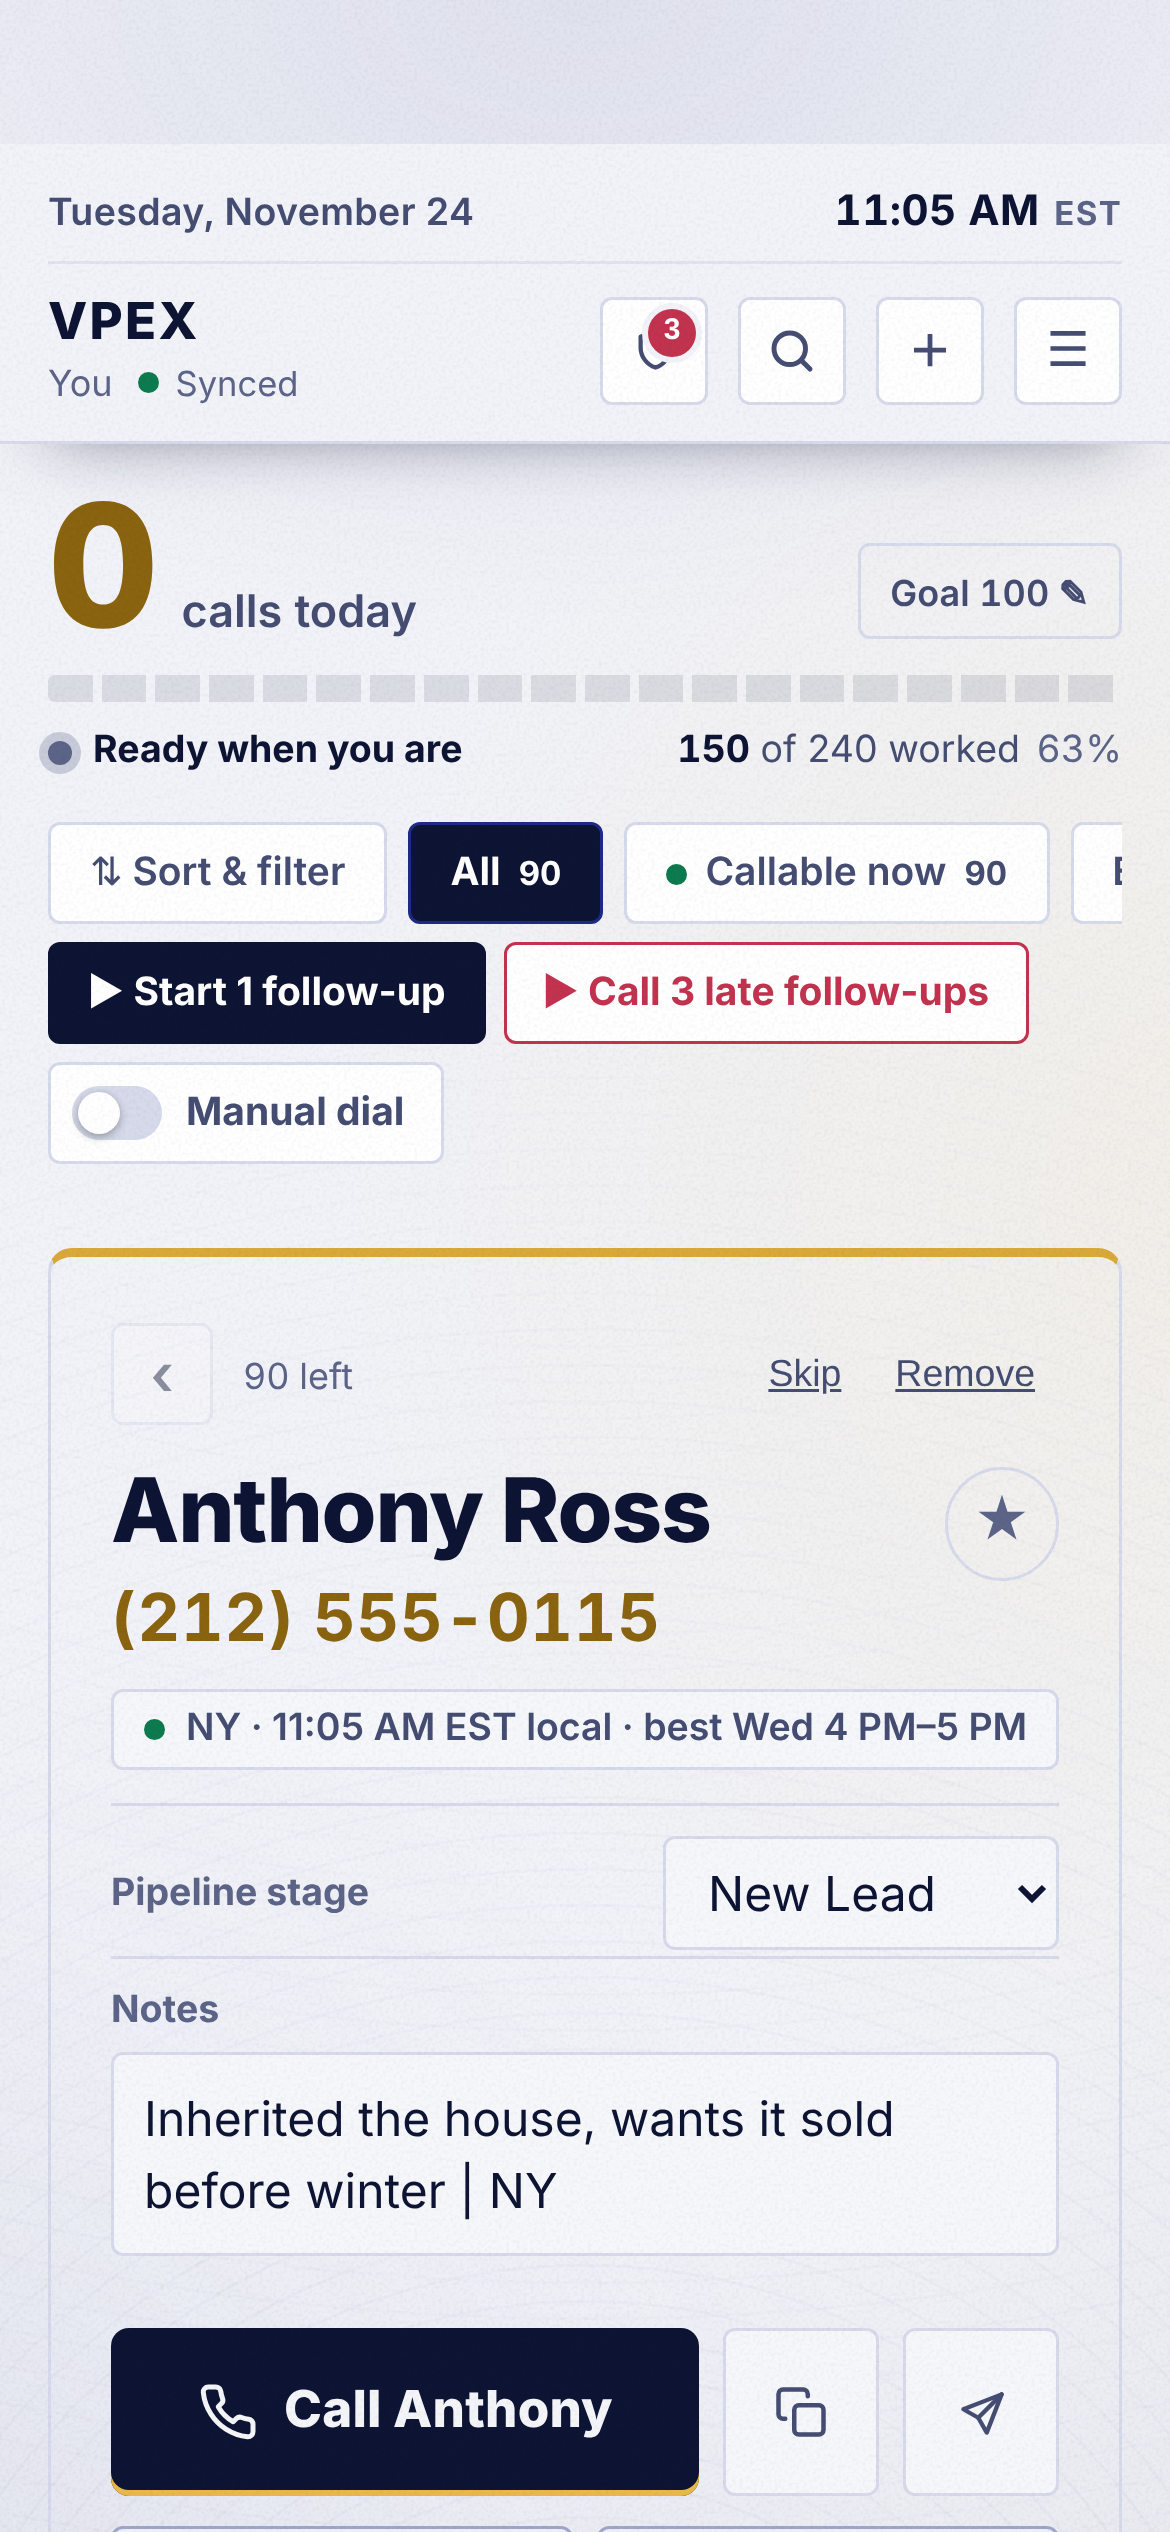 Tuesday, November 24
11:05 AM EST
VPEX
3
You Synced
0 calls today
Goal 100 ✎
Ready when you are
150 of 240 worked 63%
⇅ Sort & filter
All 90
Callable now 90
▶ Start 1 follow-up
▶ Call 3 late follow-ups
Manual dial
‹ 90 left
Skip Remove
Anthony Ross
★
(212) 555-0115
NY · 11:05 AM EST local · best Wed 4 PM–5 PM
Pipeline stage
New Lead
Notes
Inherited the house, wants it sold
before winter | NY
Call Anthony